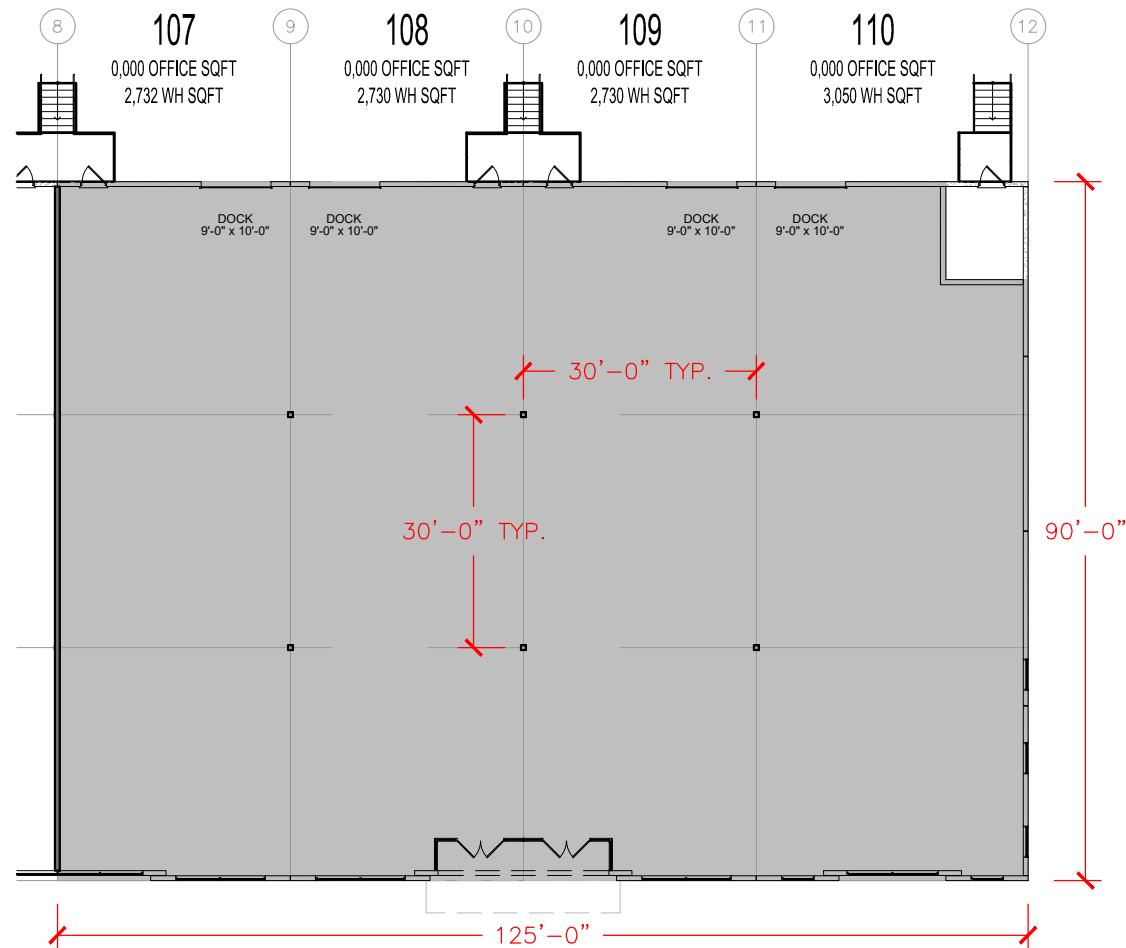 8
107
9
108
10
109
11
110
12
0,000 OFFICE SQFT
0,000 OFFICE SQFT
0,000 OFFICE SQFT
0,000 OFFICE SQFT
2,732 WH SQFT
2,730 WH SQFT
2,730 WH SQFT
3,050 WH SQFT
DOCK
9'-0" x 10'-0"
DOCK
9'-0" x 10'-0"
DOCK
9'-0" x 10'-0"
DOCK
9'-0" x 10'-0"
30'-0" TYP.
30'-0" TYP.
90'-0"
125'-0"